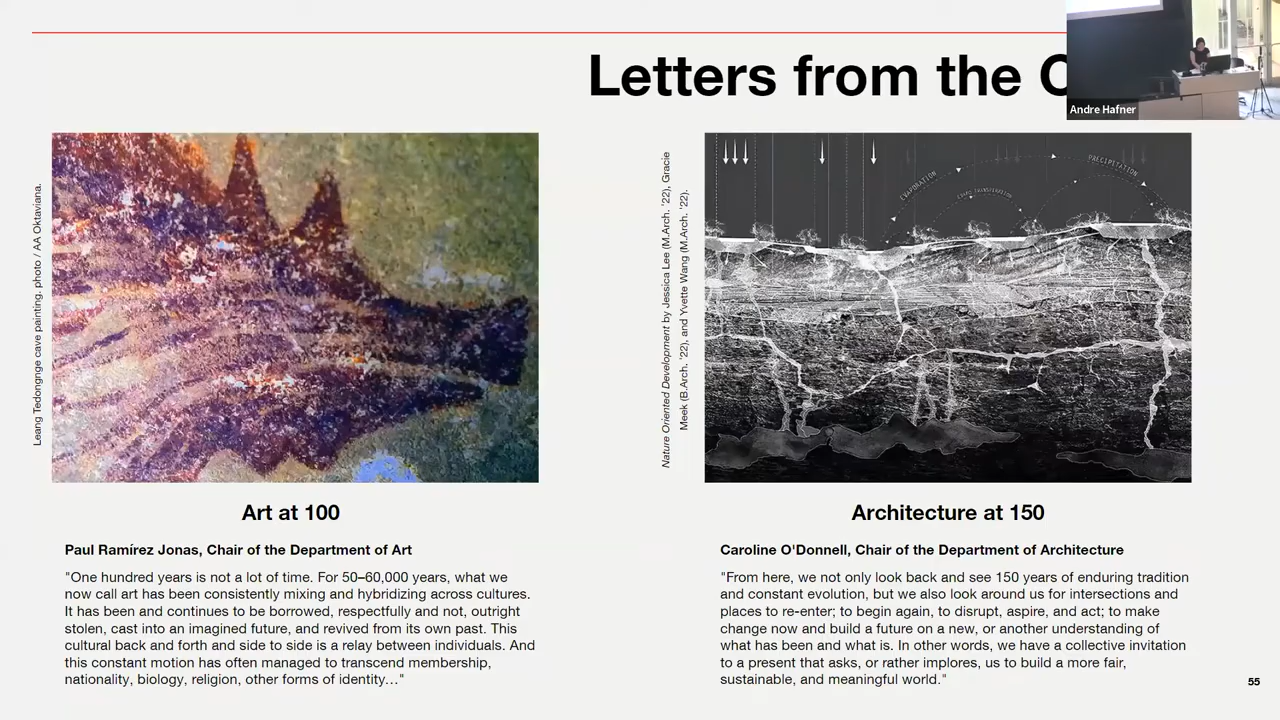 Letters from the C
Andre Hafner
Leang Tedongnge cave painting. photo / AA Oktaviana.
Nature Oriented Development by Jessica Lee (M.Arch. '22), Gracie
Meek (B.Arch. '22), and Yvette Wang (M.Arch. '22).
EVAPORATION
PRECIPITATION
Art at 100
Paul Ramírez Jonas, Chair of the Department of Art
"One hundred years is not a lot of time. For 50–60,000 years, what we
now call art has been consistently mixing and hybridizing across cultures.
It has been and continues to be borrowed, respectfully and not, outright
stolen, cast into an imagined future, and revived from its own past. This
cultural back and forth and side to side is a relay between individuals. And
this constant motion has often managed to transcend membership,
nationality, biology, religion, other forms of identity…"
Architecture at 150
Caroline O'Donnell, Chair of the Department of Architecture
"From here, we not only look back and see 150 years of enduring tradition
and constant evolution, but we also look around us for intersections and
places to re-enter; to begin again, to disrupt, aspire, and act; to make
change now and build a future on a new, or another understanding of
what has been and what is. In other words, we have a collective invitation
to a present that asks, or rather implores, us to build a more fair,
sustainable, and meaningful world."
55